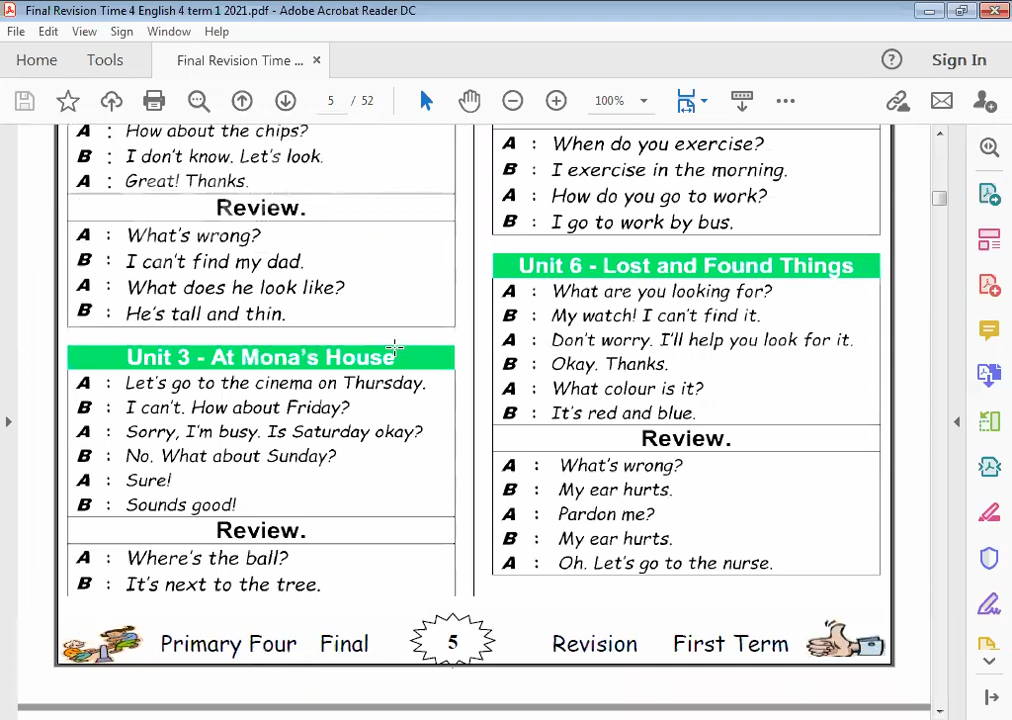 Final Revision Time 4 English 4 term 1 2021.pdf - Adobe Acrobat Reader DC
File Edit View Sign Window Help
Home Tools Final Revision Time ... × Sign In
5 / 52 100%
A : How about the chips?
B : I don't know. Let's look.
A : Great! Thanks.
Review.
A : What's wrong?
B : I can't find my dad.
A : What does he look like?
B : He's tall and thin.
Unit 3 - At Mona's House
A : Let's go to the cinema on Thursday.
B : I can't. How about Friday?
A : Sorry, I'm busy. Is Saturday okay?
B : No. What about Sunday?
A : Sure!
B : Sounds good!
Review.
A : Where's the ball?
B : It's next to the tree.
A : When do you exercise?
B : I exercise in the morning.
A : How do you go to work?
B : I go to work by bus.
Unit 6 - Lost and Found Things
A : What are you looking for?
B : My watch! I can't find it.
A : Don't worry. I'll help you look for it.
B : Okay. Thanks.
A : What colour is it?
B : It's red and blue.
Review.
A : What's wrong?
B : My ear hurts.
A : Pardon me?
B : My ear hurts.
A : Oh. Let's go to the nurse.
Primary Four Final 5 Revision First Term